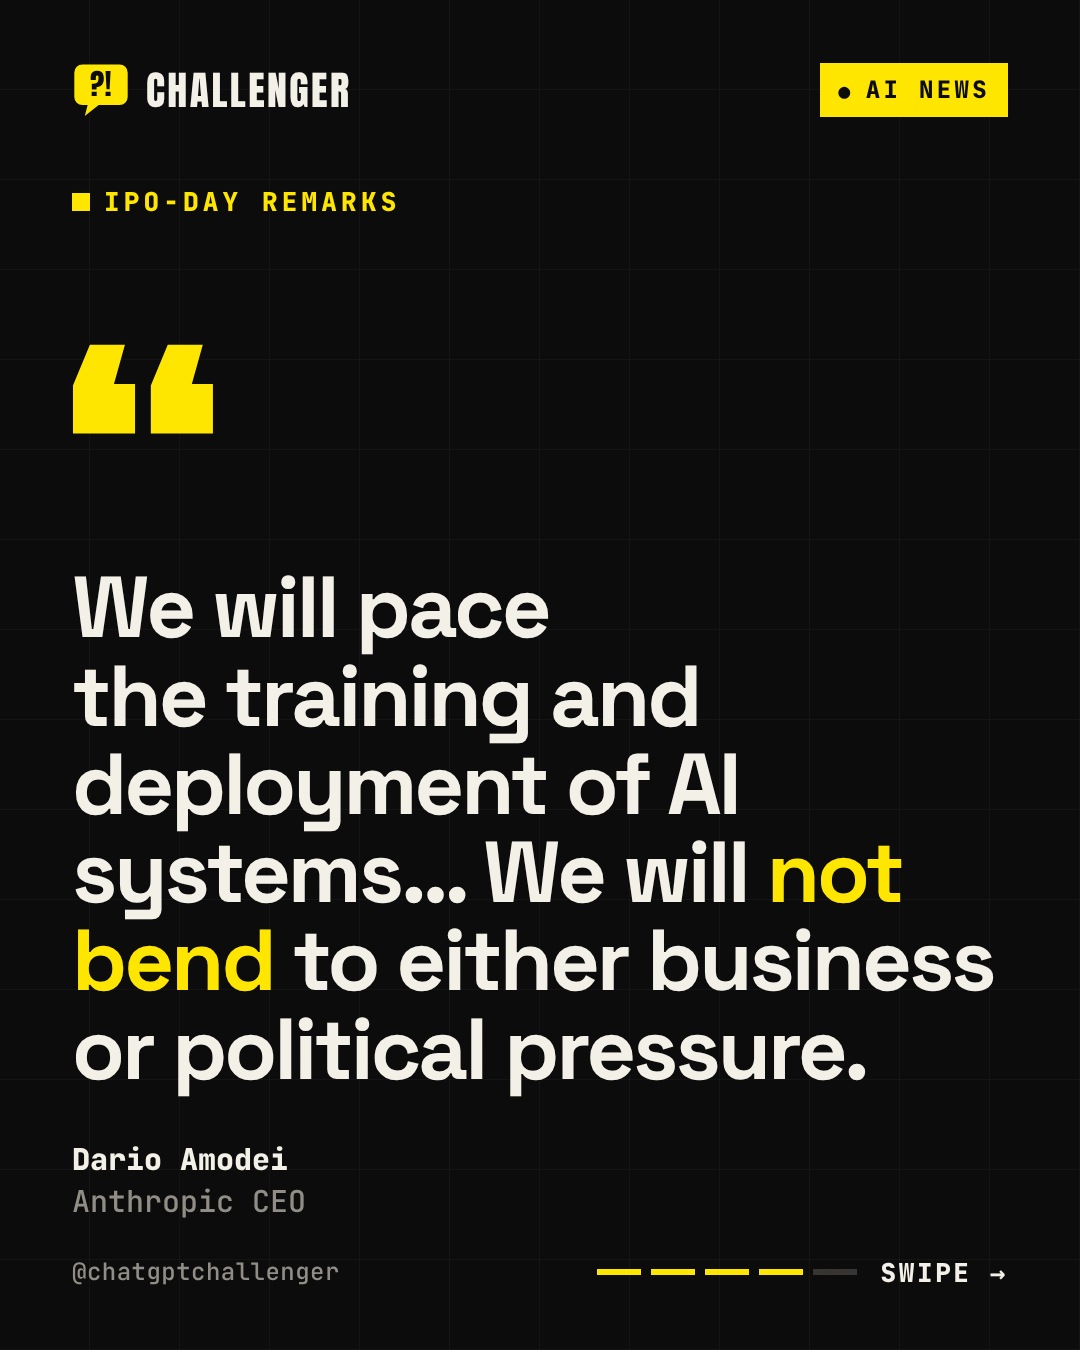 ?! CHALLENGER
● AI NEWS
IPO-DAY REMARKS
“
We will pace
the training and
deployment of AI
systems... We will not
bend to either business
or political pressure.
Dario Amodei
Anthropic CEO
@chatgptchallenger
SWIPE →